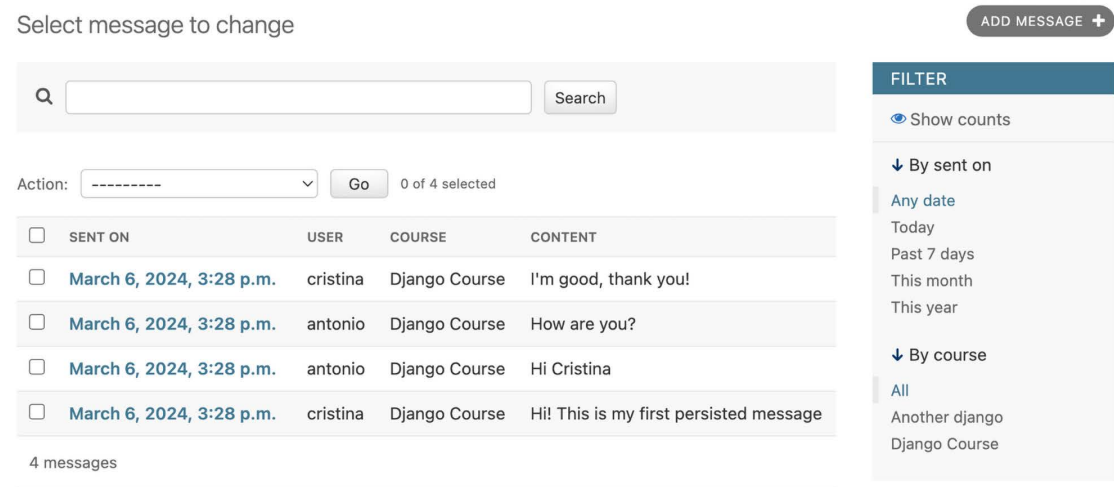 Select message to change
ADD MESSAGE +
Search
Action: --------- Go 0 of 4 selected
SENT ON USER COURSE CONTENT
March 6, 2024, 3:28 p.m. cristina Django Course I'm good, thank you!
March 6, 2024, 3:28 p.m. antonio Django Course How are you?
March 6, 2024, 3:28 p.m. antonio Django Course Hi Cristina
March 6, 2024, 3:28 p.m. cristina Django Course Hi! This is my first persisted message
4 messages
FILTER
Show counts
↓ By sent on
Any date
Today
Past 7 days
This month
This year
↓ By course
All
Another django
Django Course